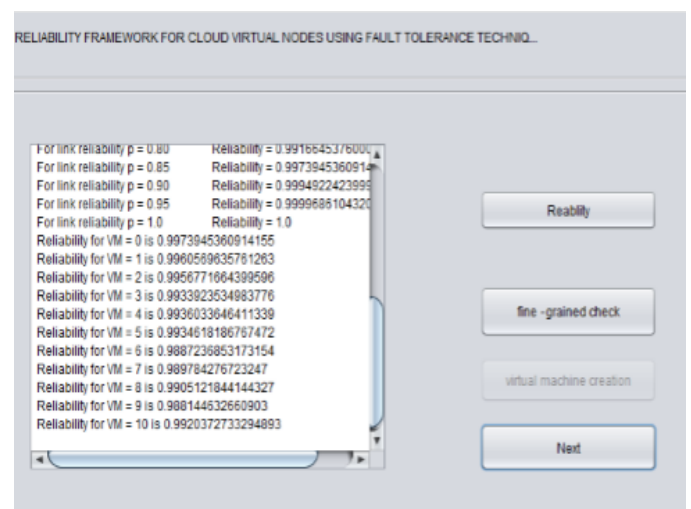 RELIABILITY FRAMEWORK FOR CLOUD VIRTUAL NODES USING FAULT TOLERANCE TECHNIQ...
For link reliability p = 0.80 Reliability = 0.991664537600
For link reliability p = 0.85 Reliability = 0.9973945360914
For link reliability p = 0.90 Reliability = 0.9994922423999
For link reliability p = 0.95 Reliability = 0.9999686104320
For link reliability p = 1.0 Reliability = 1.0
Reliability for VM = 0 is 0.9973945360914155
Reliability for VM = 1 is 0.9960569635761263
Reliability for VM = 2 is 0.9956771664399596
Reliability for VM = 3 is 0.9933923534983776
Reliability for VM = 4 is 0.9936033646411339
Reliability for VM = 5 is 0.9934618186767472
Reliability for VM = 6 is 0.9887236853173154
Reliability for VM = 7 is 0.989784276723247
Reliability for VM = 8 is 0.9905121844144327
Reliability for VM = 9 is 0.988144632660903
Reliability for VM = 10 is 0.9920372733294893
Reablity
fine -grained check
virtual machine creation
Next